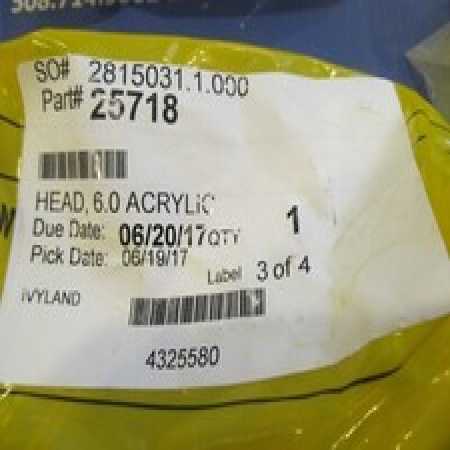 SO# 2815031.1.000
Part# 25718
HEAD, 6.0 ACRYLIC
Due Date: 06/20/17 QTY 1
Pick Date: 06/19/17
Label 3 of 4
IVYLAND
4325580